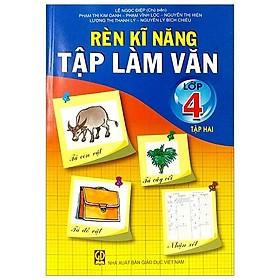 LÊ NGỌC ĐIỆP (Chủ biên)
PHẠM THỊ KIM OANH - PHẠM VĨNH LỘC - NGUYỄN THỊ HIỀN
LƯƠNG THỊ THANH LÝ - NGUYỄN LÝ BÍCH CHIÊU
RÈN KĨ NĂNG
TẬP LÀM VĂN
LỚP
4
TẬP HAI
Tả con vật
Tả cây cối
Tả đồ vật
Nhận xét
NHÀ XUẤT BẢN GIÁO DỤC VIỆT NAM